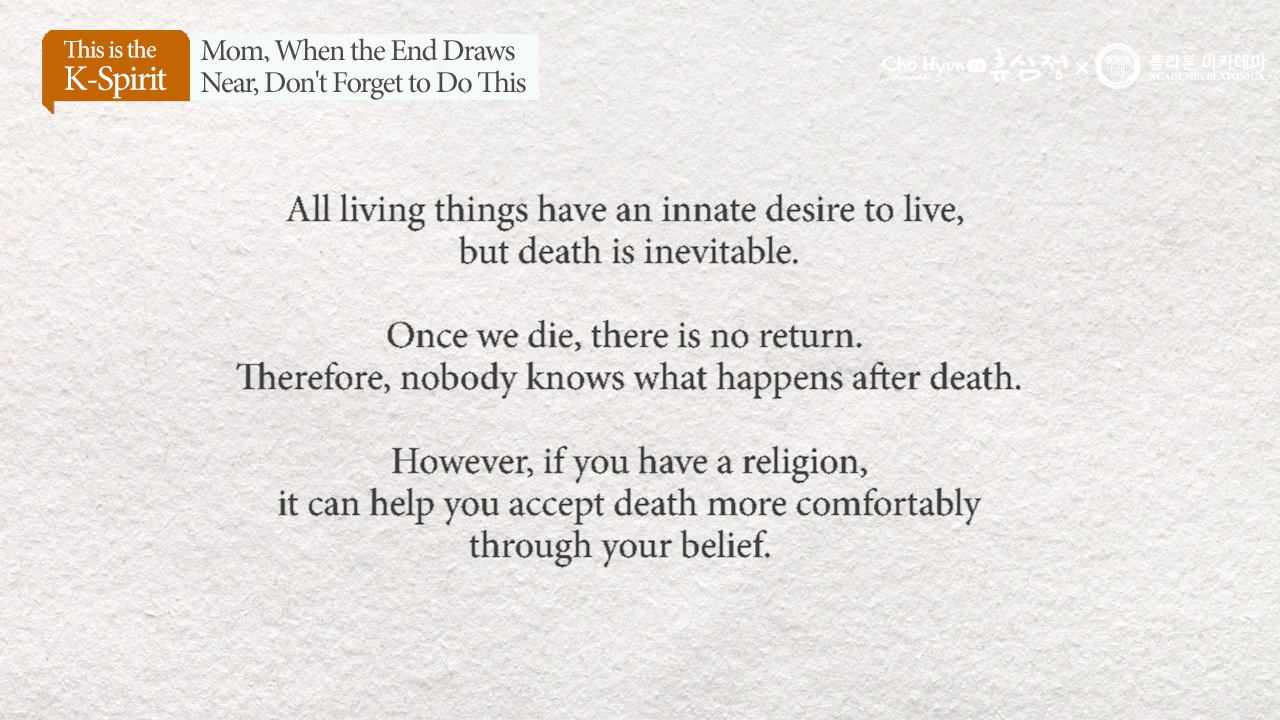 This is the
K-Spirit
Mom, When the End Draws
Near, Don't Forget to Do This
Cho Hyun
휴심정 ×
플라톤 아카데미
ACADEMIA PLATONICA
All living things have an innate desire to live,
but death is inevitable.
Once we die, there is no return.
Therefore, nobody knows what happens after death.
However, if you have a religion,
it can help you accept death more comfortably
through your belief.